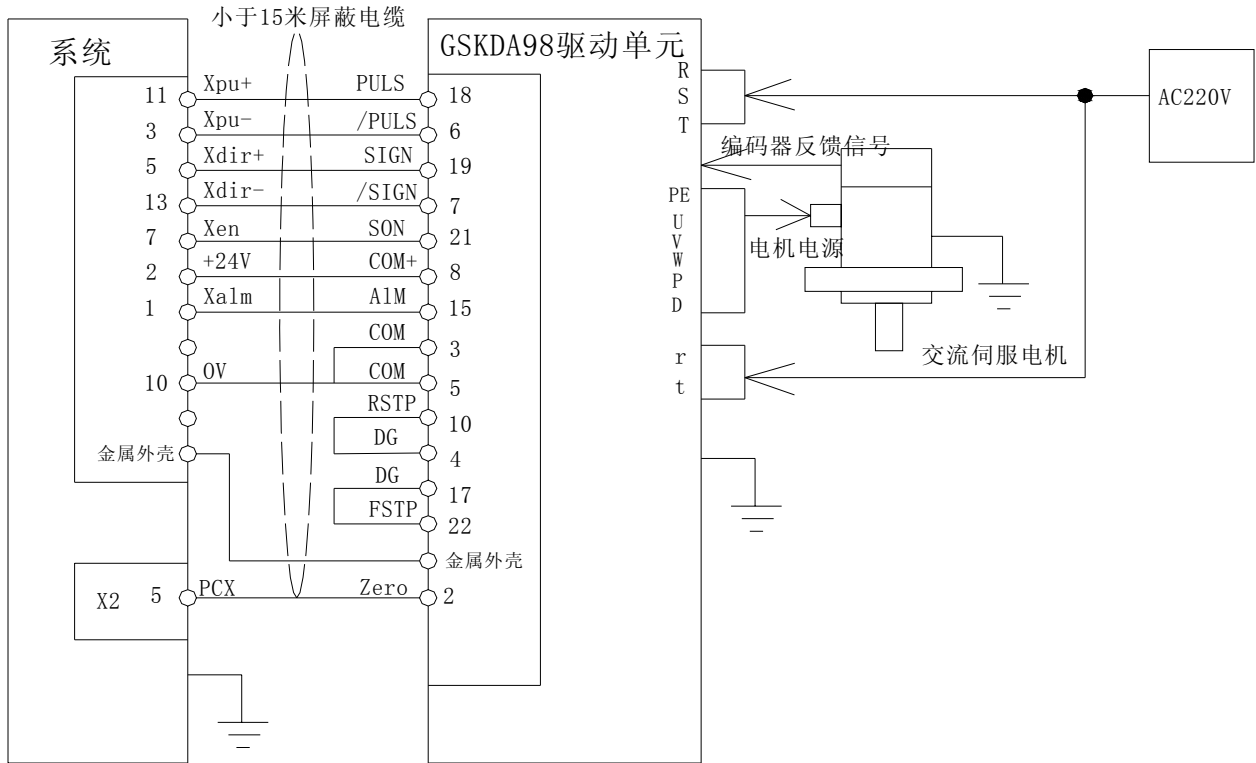 小于15米屏蔽电缆
系统
GSKDA98驱动单元
11 Xpu+ PULS 18
3 Xpu- /PULS 6
5 Xdir+ SIGN 19
13 Xdir- /SIGN 7
7 Xen SON 21
2 +24V COM+ 8
1 Xalm AlM 15
COM 3
10 0V COM 5
RSTP 10
DG 4
DG 17
FSTP 22
金属外壳
金属外壳
X2 5 PCX Zero 2
R
S
T
AC220V
编码器反馈信号
PE
U
V
W
P
D
电机电源
r
t
交流伺服电机